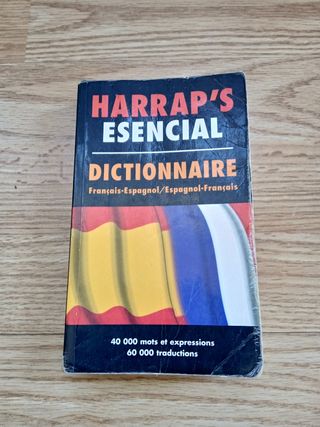 HARRAP'S
ESENCIAL
DICTIONNAIRE
Français-Espagnol/Espagnol-Français
40 000 mots et expressions
60 000 traductions